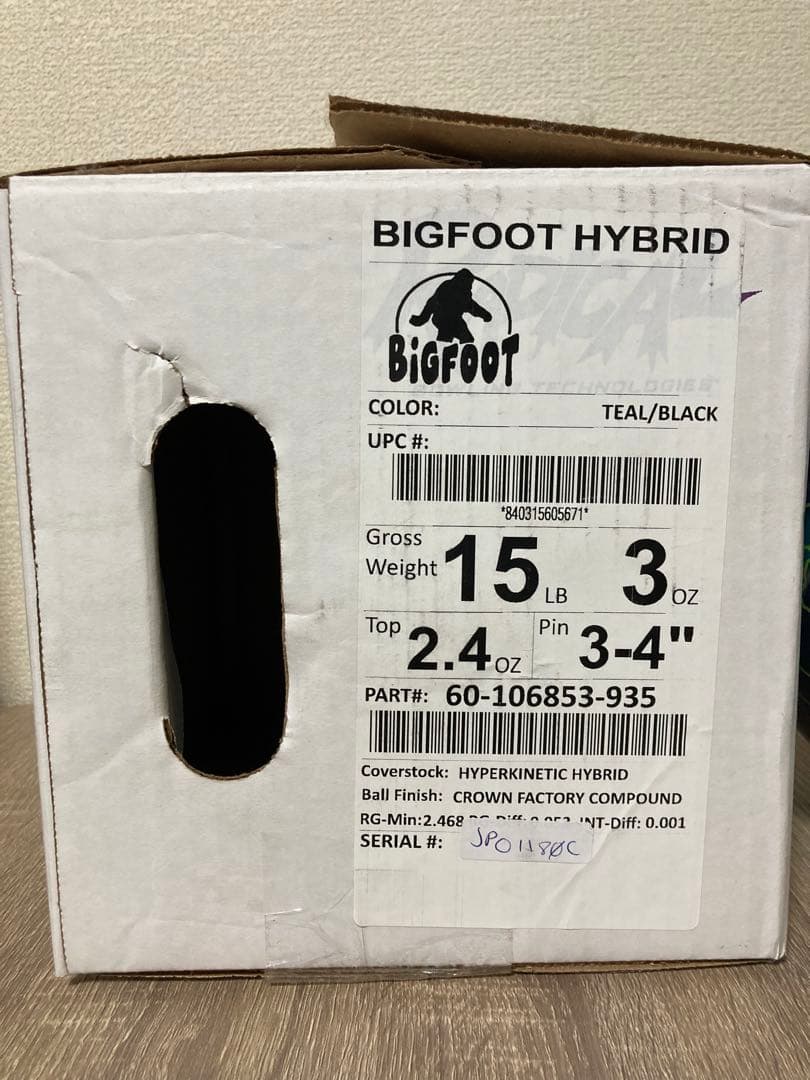 BIGFOOT HYBRID
BiGFOOT
BOWLING TECHNOLOGIES
COLOR: TEAL/BLACK
UPC #:
*840315605671*
Gross Weight 15 LB 3 OZ
Top 2.4 OZ Pin 3-4"
PART#: 60-106853-935
Coverstock: HYPERKINETIC HYBRID
Ball Finish: CROWN FACTORY COMPOUND
RG-Min:2.468 INT-Diff: 0.001
SERIAL #: